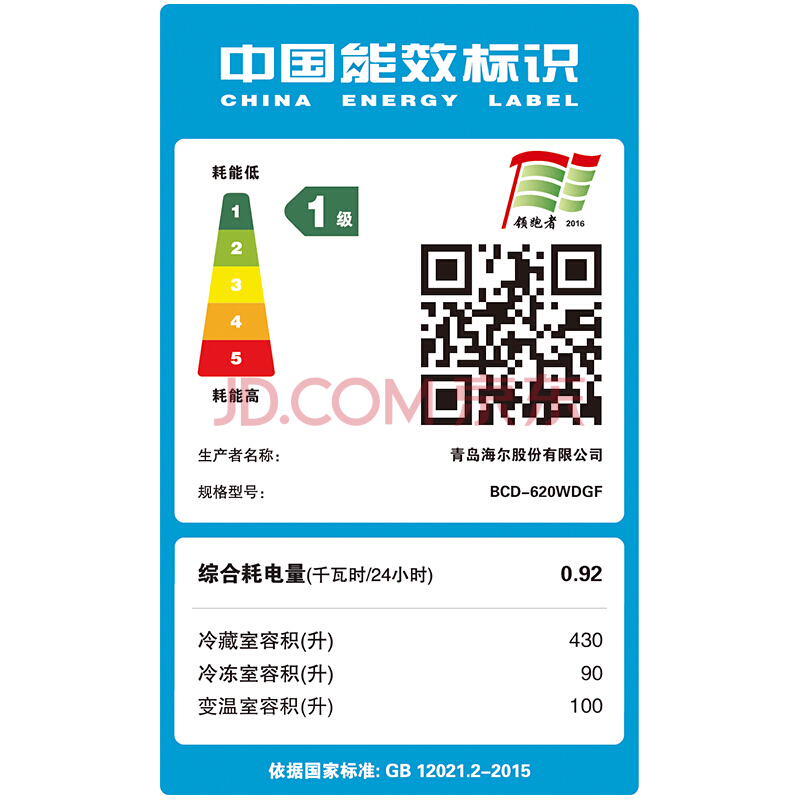 中国能效标识
CHINA ENERGY LABEL
耗能低
1
1级
2
3
4
5
耗能高
领跑者 2016
JD.COM 京东
生产者名称： 青岛海尔股份有限公司
规格型号： BCD-620WDGF
综合耗电量(千瓦时/24小时) 0.92
冷藏室容积(升) 430
冷冻室容积(升) 90
变温室容积(升) 100
依据国家标准: GB 12021.2-2015